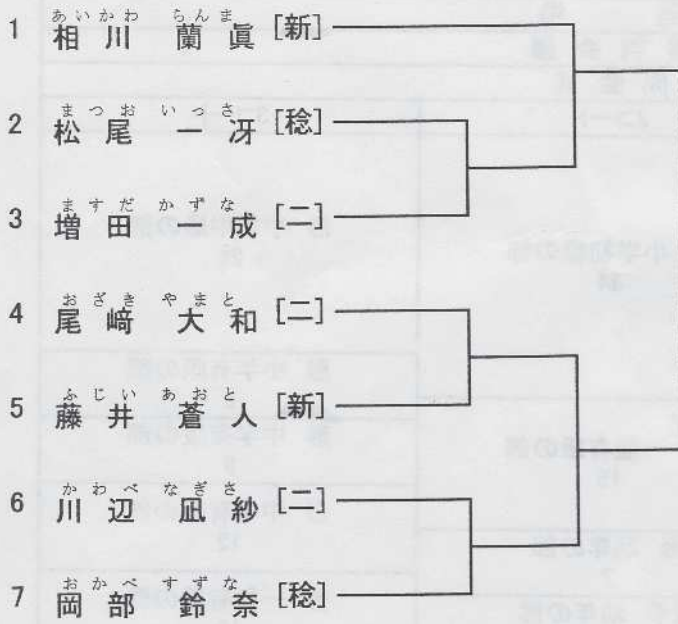 あいかわ らんま
1 相川 蘭眞 [新]
まつお いっさ
2 松尾 一冴 [稔]
ますだ かずな
3 増田 一成 [二]
おざき やまと
4 尾﨑 大和 [二]
ふじい あおと
5 藤井 蒼人 [新]
かわべ なぎさ
6 川辺 凪紗 [二]
おかべ すずな
7 岡部 鈴奈 [稔]